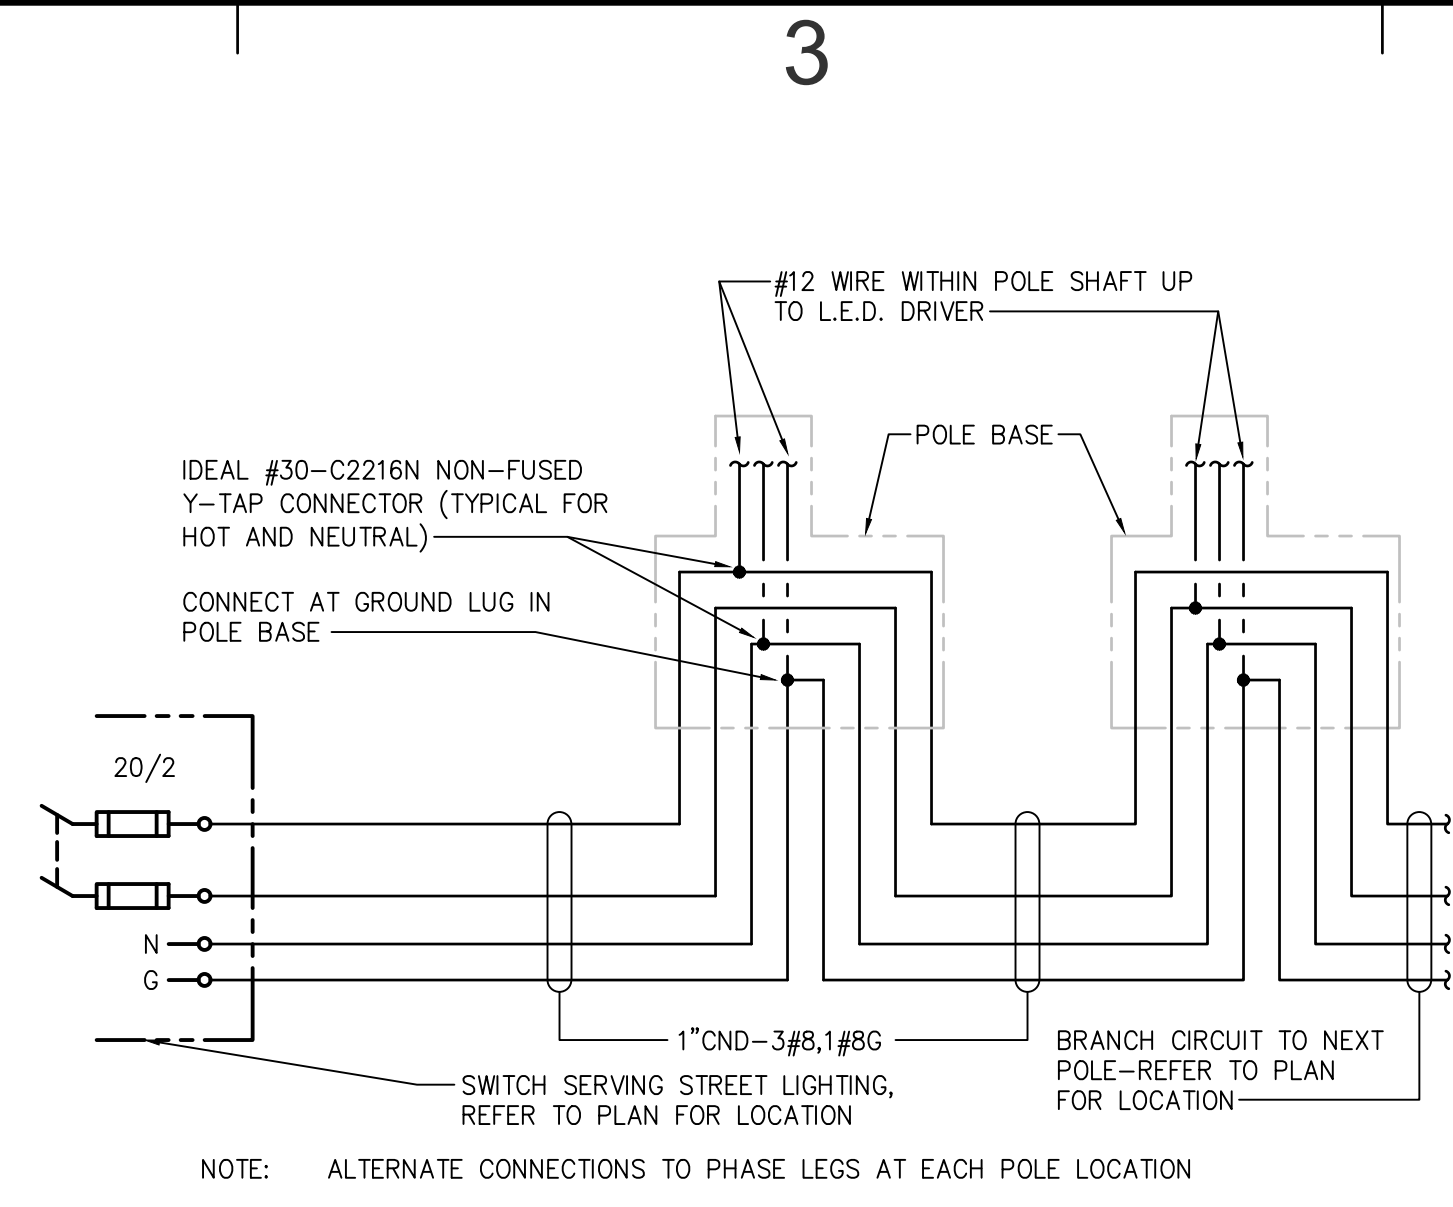 3
#12 WIRE WITHIN POLE SHAFT UP
TO L.E.D. DRIVER
POLE BASE
IDEAL #30-C2216N NON-FUSED
Y-TAP CONNECTOR (TYPICAL FOR
HOT AND NEUTRAL)
CONNECT AT GROUND LUG IN
POLE BASE
20/2
N
G
1"CND-3#8,1#8G
BRANCH CIRCUIT TO NEXT
POLE-REFER TO PLAN
FOR LOCATION
SWITCH SERVING STREET LIGHTING,
REFER TO PLAN FOR LOCATION
NOTE: ALTERNATE CONNECTIONS TO PHASE LEGS AT EACH POLE LOCATION